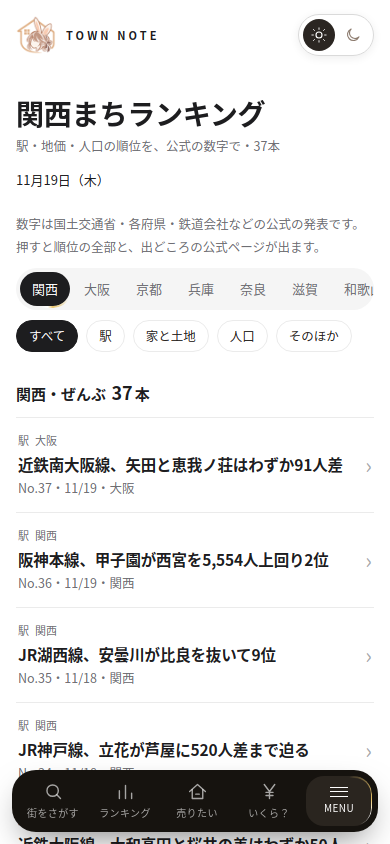 TOWN NOTE
関西まちランキング
駅・地価・人口の順位を、公式の数字で・37本
11月19日（木）
数字は国土交通省・各府県・鉄道会社などの公式の発表です。
押すと順位の全部と、出どころの公式ページが出ます。
関西 大阪 京都 兵庫 奈良 滋賀
すべて 駅 家と土地 人口 そのほか
関西・ぜんぶ 37本
駅 大阪
近鉄南大阪線、矢田と恵我ノ荘はわずか91人差
No.37・11/19・大阪
駅 関西
阪神本線、甲子園が西宮を5,554人上回り2位
No.36・11/19・関西
駅 関西
JR湖西線、安曇川が比良を抜いて9位
No.35・11/18・関西
駅 関西
JR神戸線、立花が芦屋に520人差まで迫る
街をさがす ランキング 売りたい いくら？ MENU